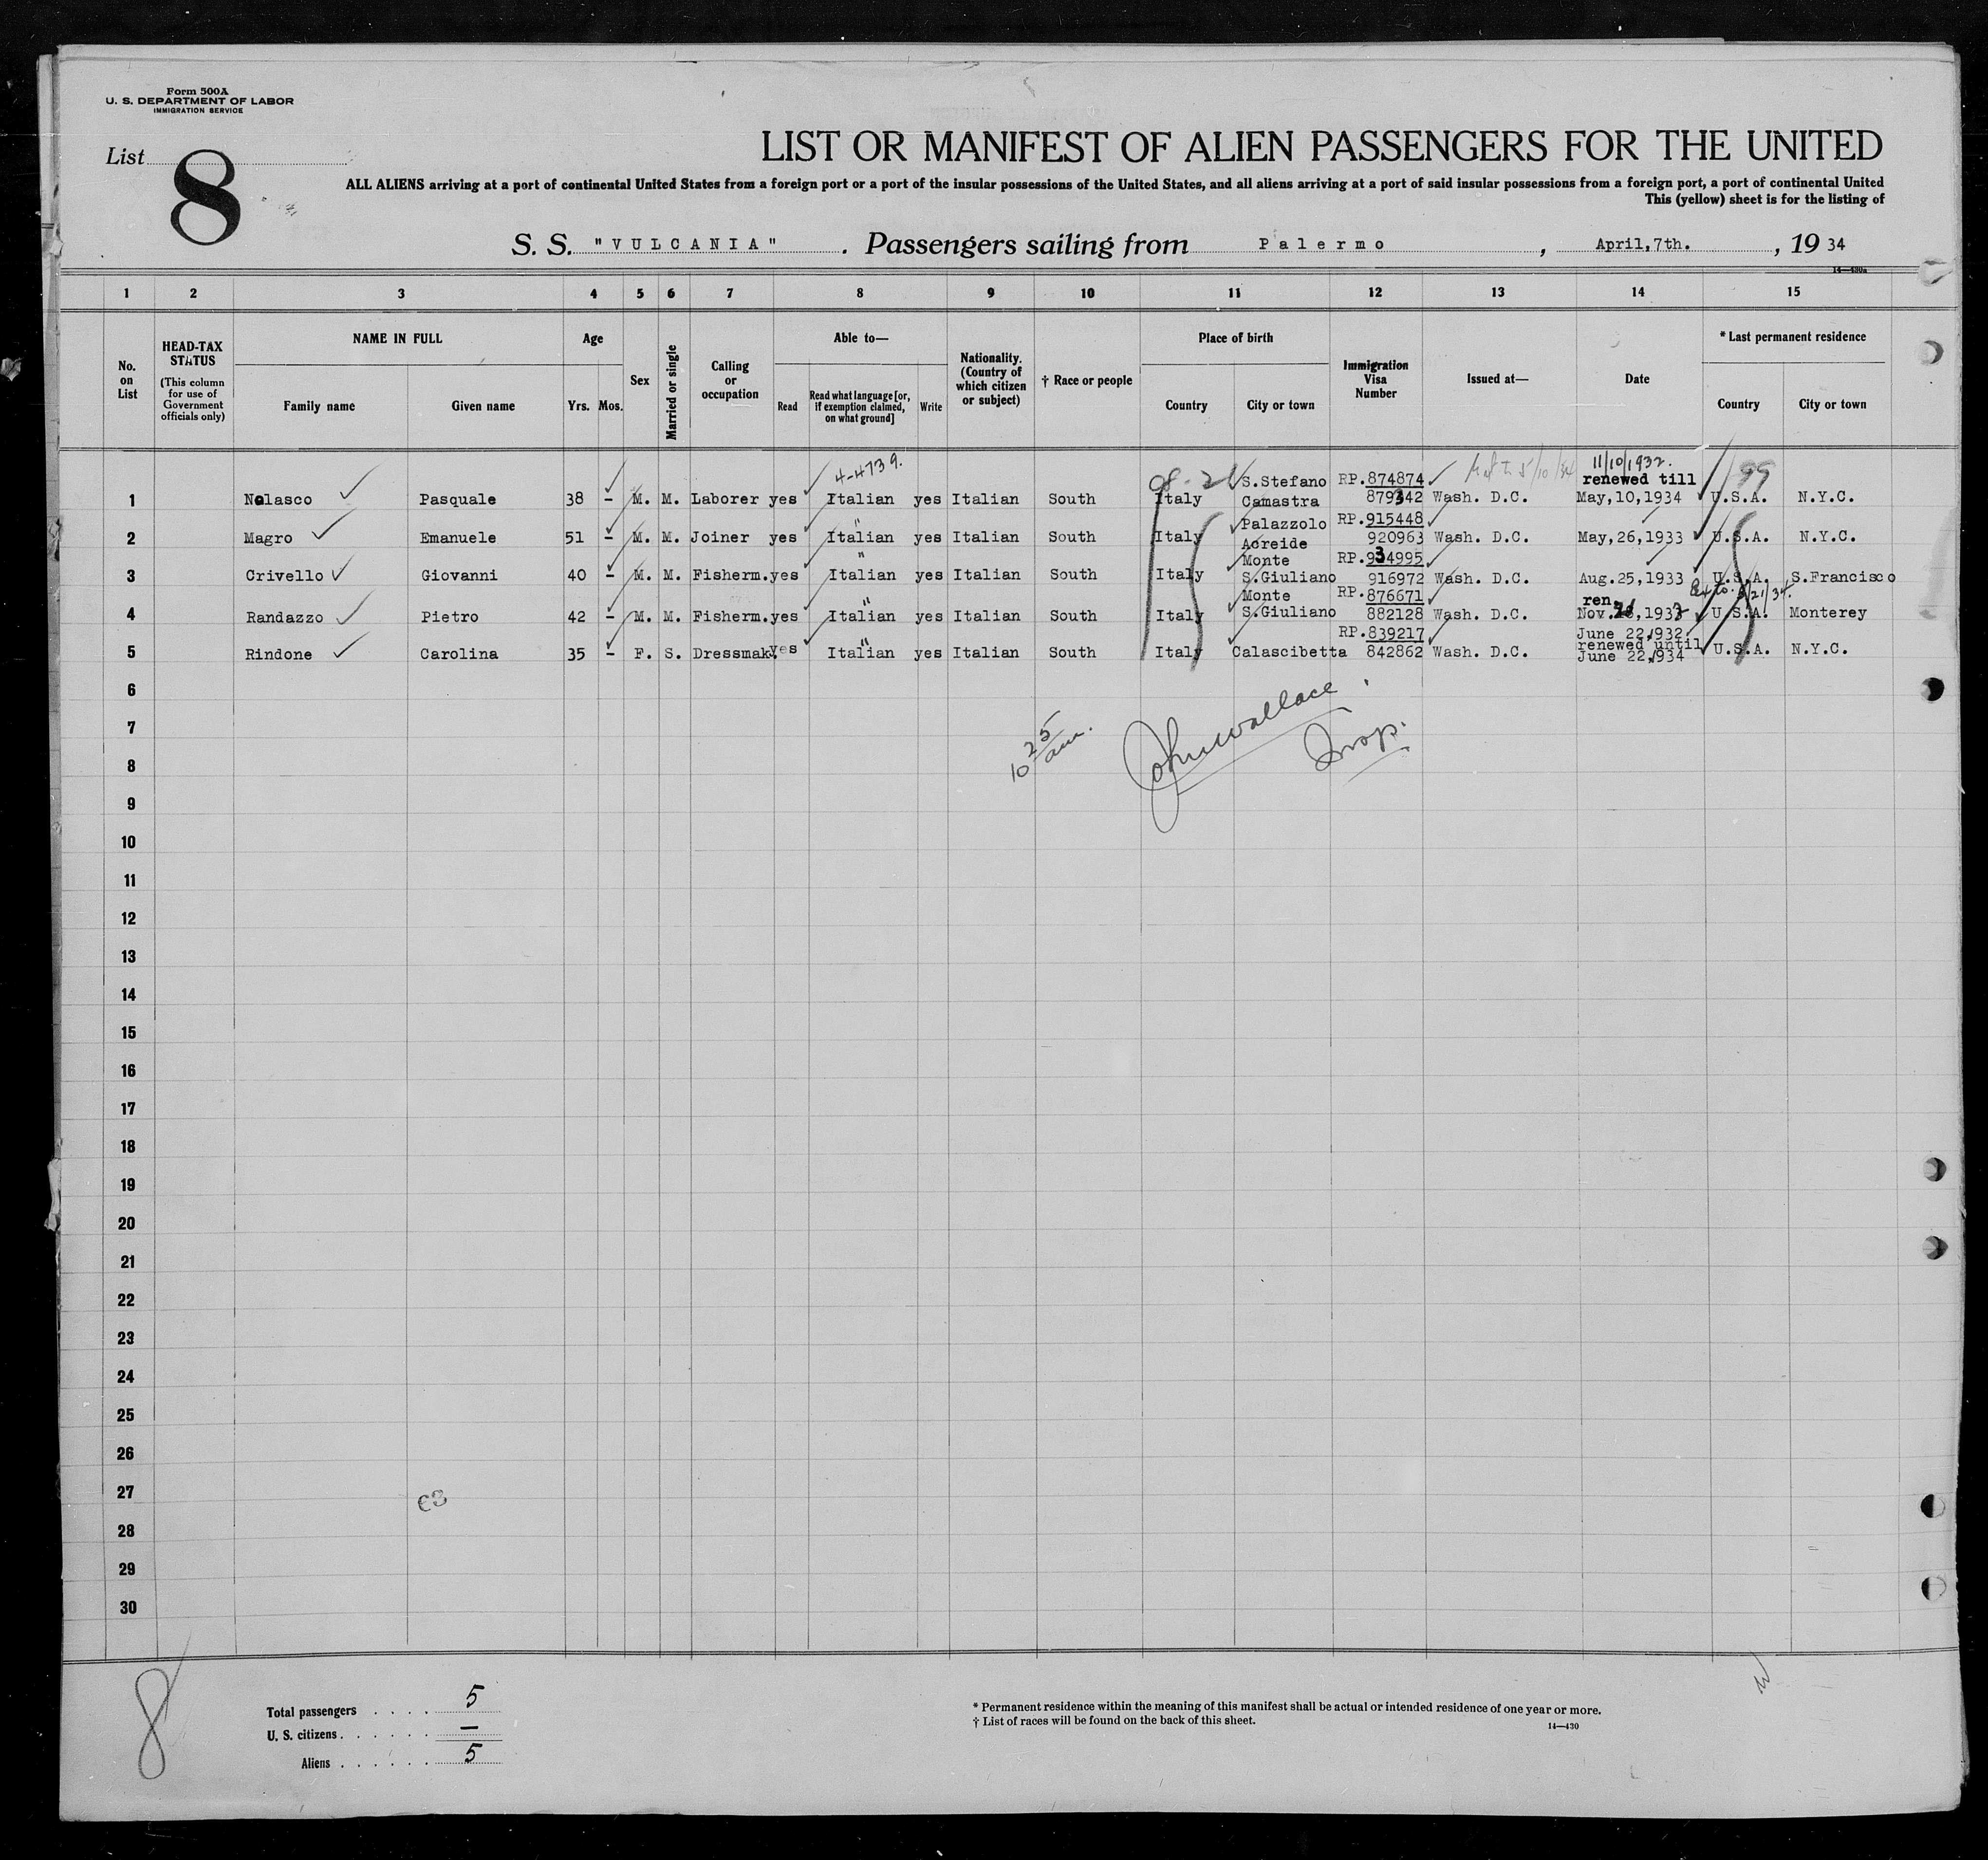 Form 500A
U. S. DEPARTMENT OF LABOR
IMMIGRATION SERVICE
List 8
LIST OR MANIFEST OF ALIEN PASSENGERS FOR THE UNITED
ALL ALIENS arriving at a port of continental United States from a foreign port or a port of the insular possessions of the United States, and all aliens arriving at a port of said insular possessions from a foreign port, a port of continental United
This (yellow) sheet is for the listing of
S. S. "VULCANIA". Passengers sailing from Palermo, April,7th., 19 34
14—430a
1 2 3 4 5 6 7 8 9 10 11 12 13 14 15
No. on List
HEAD-TAX STATUS (This column for use of Government officials only)
NAME IN FULL
Family name Given name
Age
Yrs. Mos.
Sex
Married or single
Calling or occupation
Able to—
Read Read what language [or, if exemption claimed, on what ground] Write
Nationality. (Country of which citizen or subject)
† Race or people
Place of birth
Country City or town
Immigration Visa Number
Issued at—
Date
* Last permanent residence
Country City or town
4-4739. 11/10/1932. 99
S.Stefano RP.874874 renewed till
1 Nolasco Pasquale 38 – M. M. Laborer yes Italian yes Italian South Italy Camastra 879342 Wash. D.C. May,10,1934 U.S.A. N.Y.C.
" Palazzolo RP.915448
2 Magro Emanuele 51 – M. M. Joiner yes Italian yes Italian South Italy Acreide 920963 Wash. D.C. May,26,1933 U.S.A. N.Y.C.
" Monte RP.934995
3 Crivello Giovanni 40 – M. M. Fisherm. yes Italian yes Italian South Italy S.Giuliano 916972 Wash. D.C. Aug.25,1933 U.S.A. S.Francisco
" Monte RP.876671 ren.
4 Randazzo Pietro 42 – M. M. Fisherm. yes Italian yes Italian South Italy S.Giuliano 882128 Wash. D.C. Nov. U.S.A. Monterey
" RP.839217 June 22,1932 renewed until
5 Rindone Carolina 35 – F. S. Dressmak. yes Italian yes Italian South Italy Calascibetta 842862 Wash. D.C. June 22,1934 U.S.A. N.Y.C.
6
7
10 25 am. John Wallace Insp.
8
9
10
11
12
13
14
15
16
17
18
19
20
21
22
23
24
25
26
27
28
29
30
8
Total passengers . . . . 5
U. S. citizens . . . . . . —
Aliens . . . . . . 5
* Permanent residence within the meaning of this manifest shall be actual or intended residence of one year or more.
† List of races will be found on the back of this sheet. 14—430